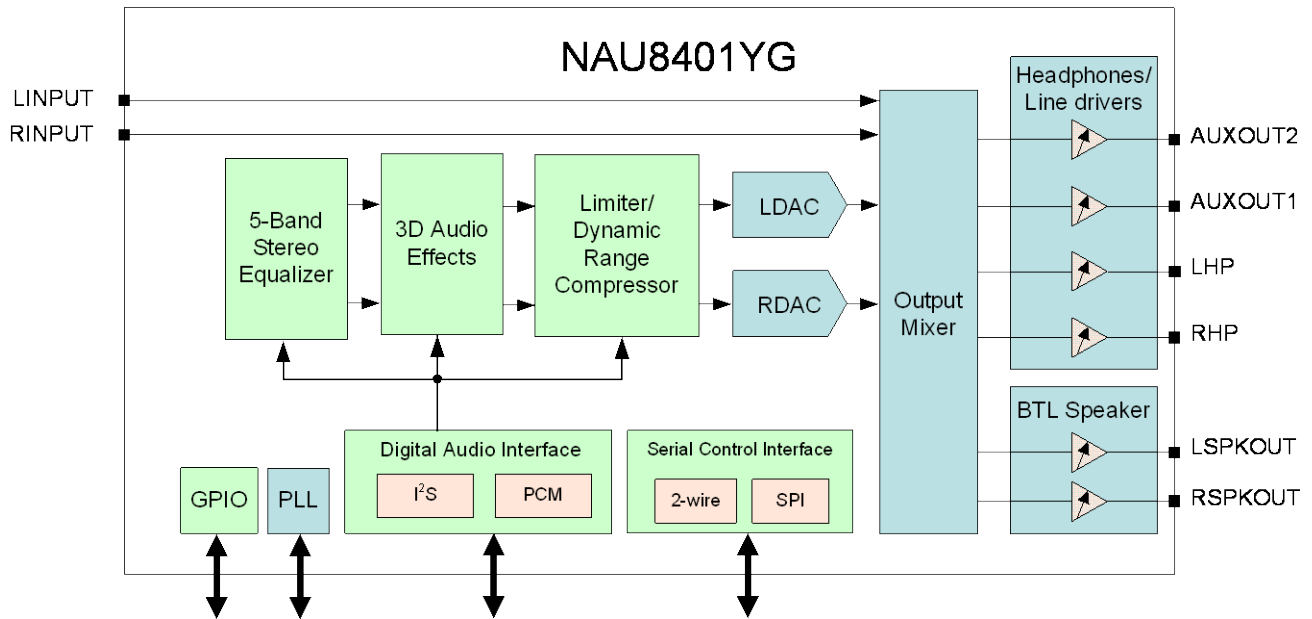 NAU8401YG
LINPUT
RINPUT
Headphones/
Line drivers
AUXOUT2
AUXOUT1
LHP
RHP
5-Band
Stereo
Equalizer
3D Audio
Effects
Limiter/
Dynamic
Range
Compressor
LDAC
RDAC
Output
Mixer
BTL Speaker
LSPKOUT
RSPKOUT
GPIO
PLL
Digital Audio Interface
I²S
PCM
Serial Control Interface
2-wire
SPI